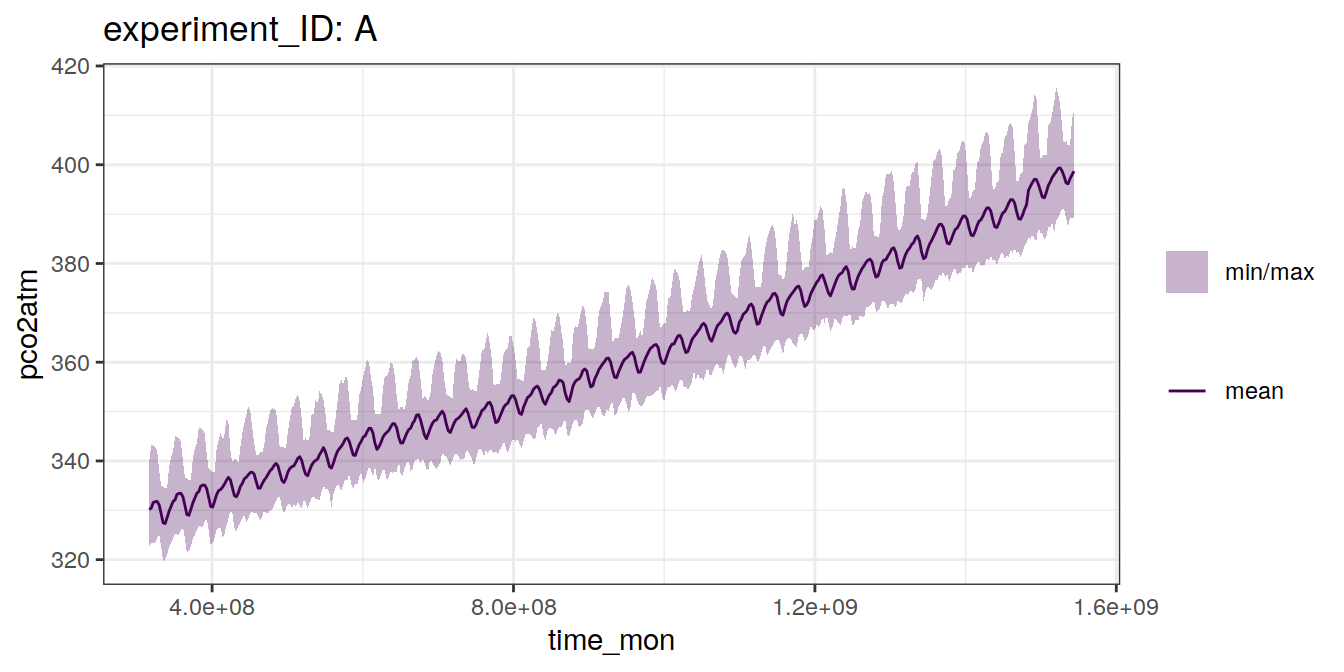 experiment_ID: A
420
400
380
360
340
320
pco2atm
4.0e+08 8.0e+08 1.2e+09 1.6e+09
time_mon
min/max
mean